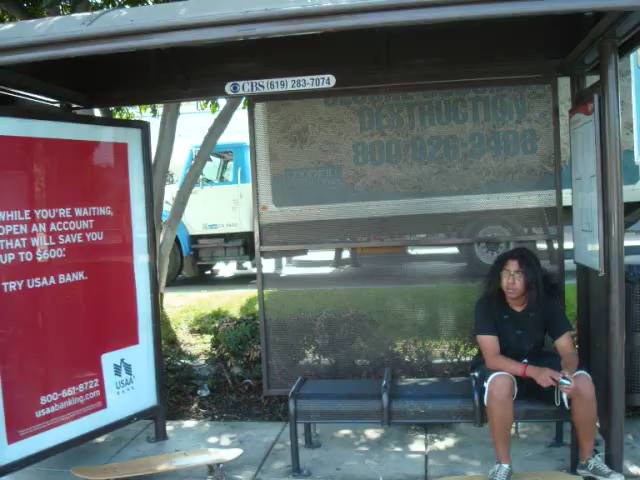 CBS (619) 283-7074
DESTRUCTION
800-826-3406
WHILE YOU'RE WAITING,
OPEN AN ACCOUNT
THAT WILL SAVE YOU
UP TO $600:
TRY USAA BANK.
USAA
BANK
800-661-8722
usaabanking.com